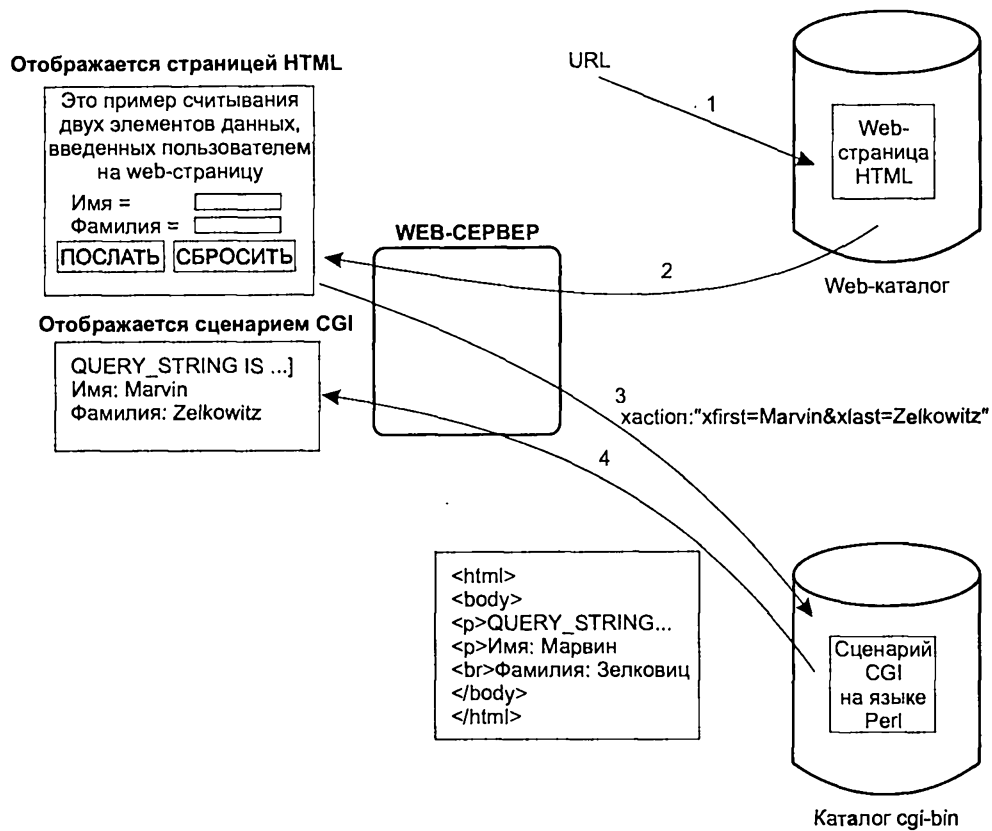 Отображается страницей HTML
Это пример считывания
двух элементов данных,
введенных пользователем
на web-страницу
Имя =
Фамилия =
ПОСЛАТЬ СБРОСИТЬ
Отображается сценарием CGI
QUERY_STRING IS ...]
Имя: Marvin
Фамилия: Zelkowitz
WEB-СЕРВЕР
URL
1
Web-
страница
HTML
2
Web-каталог
3
xaction:"xfirst=Marvin&xlast=Zelkowitz"
4
<html>
<body>
<p>QUERY_STRING...
<p>Имя: Марвин
<br>Фамилия: Зелковиц
</body>
</html>
Сценарий
CGI
на языке
Perl
Каталог cgi-bin